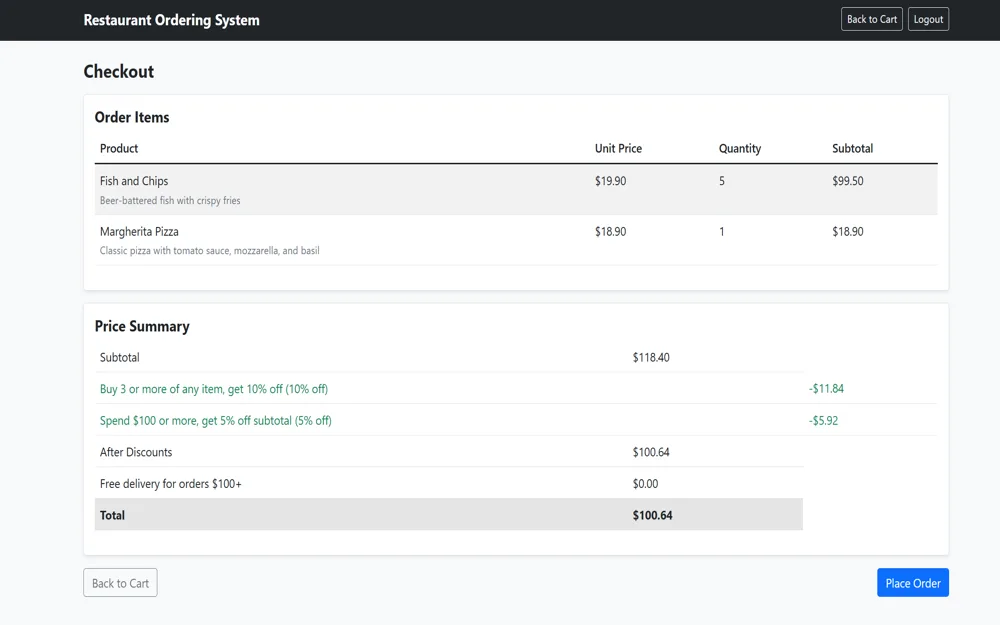 Restaurant Ordering System Back to Cart Logout
Checkout
Order Items
Product Unit Price Quantity Subtotal
Fish and Chips $19.90 5 $99.50
Beer-battered fish with crispy fries
Margherita Pizza $18.90 1 $18.90
Classic pizza with tomato sauce, mozzarella, and basil
Price Summary
Subtotal $118.40
Buy 3 or more of any item, get 10% off (10% off) -$11.84
Spend $100 or more, get 5% off subtotal (5% off) -$5.92
After Discounts $100.64
Free delivery for orders $100+ $0.00
Total $100.64
Back to Cart Place Order